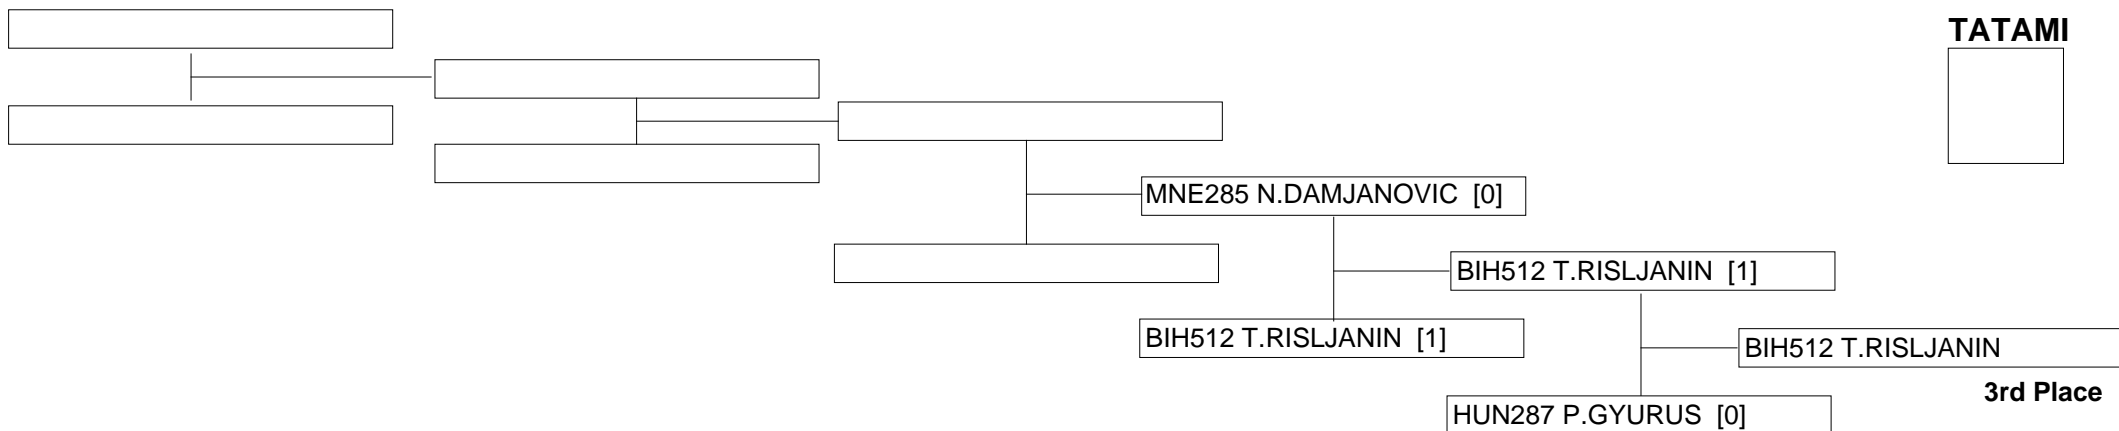 TATAMI
MNE285 N.DAMJANOVIC [0]
BIH512 T.RISLJANIN [1]
BIH512 T.RISLJANIN [1]
BIH512 T.RISLJANIN
3rd Place
HUN287 P.GYURUS [0]